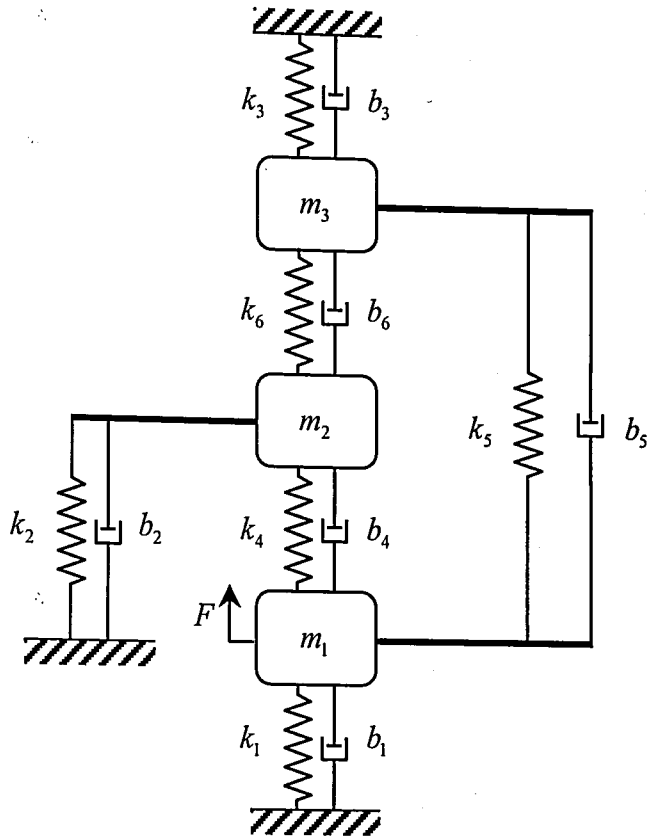 k₃ b₃
m₃
k₆ b₆
m₂
k₅ b₅
k₂ b₂ k₄ b₄
F
m₁
k₁ b₁